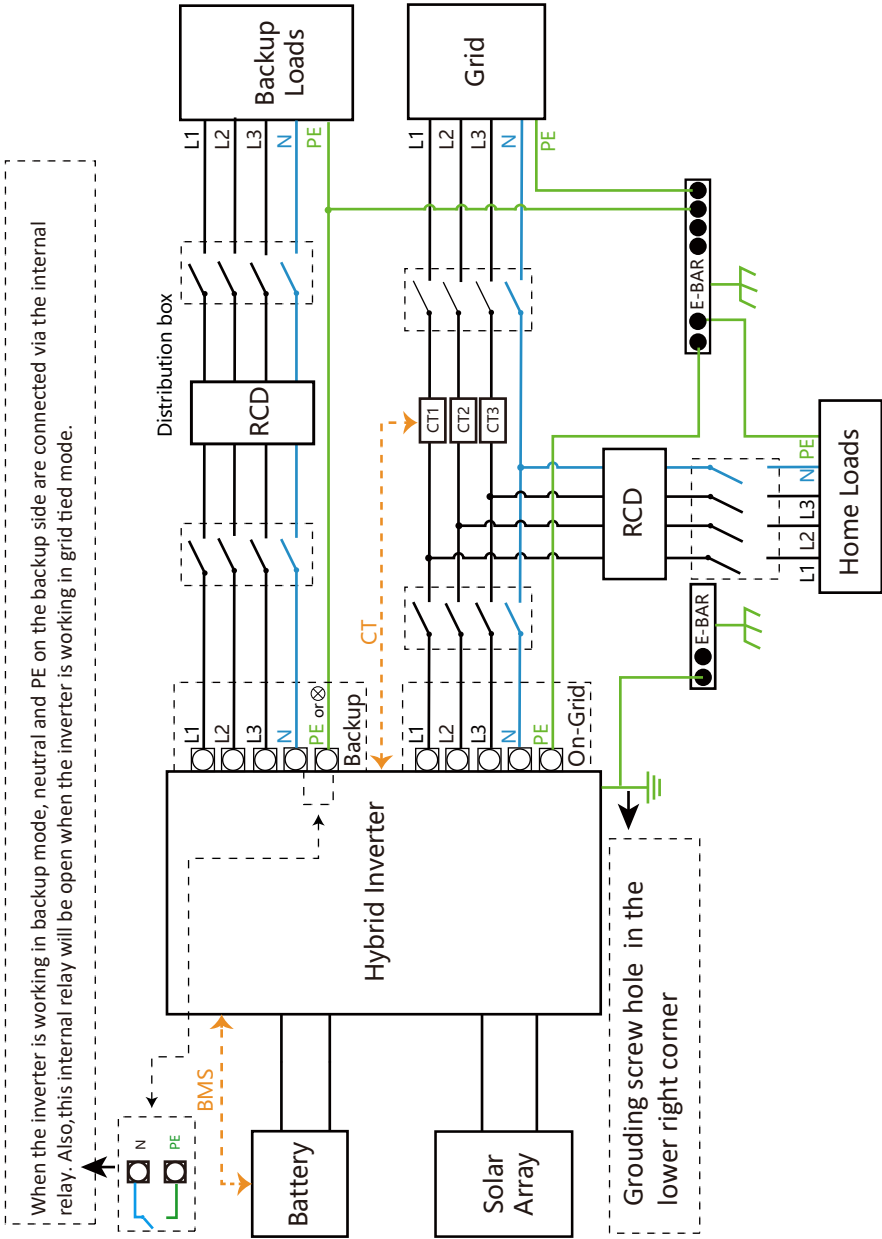 When the inverter is working in backup mode, neutral and PE on the backup side are connected via the internal
relay. Also,this internal relay will be open when the inverter is working in grid tied mode.
N
PE
BMS
Battery
Solar
Array
Hybrid Inverter
Grouding screw hole in the
lower right corner
L1
L2
L3
N
PE or
Backup
CT
L1
L2
L3
N
PE
On-Grid
Distribution box
RCD
L1
L2
L3
N
PE
Backup
Loads
CT1
CT2
CT3
L1
L2
L3
N
PE
Grid
RCD
L1
L2
L3
N
PE
Home Loads
E-BAR
E-BAR